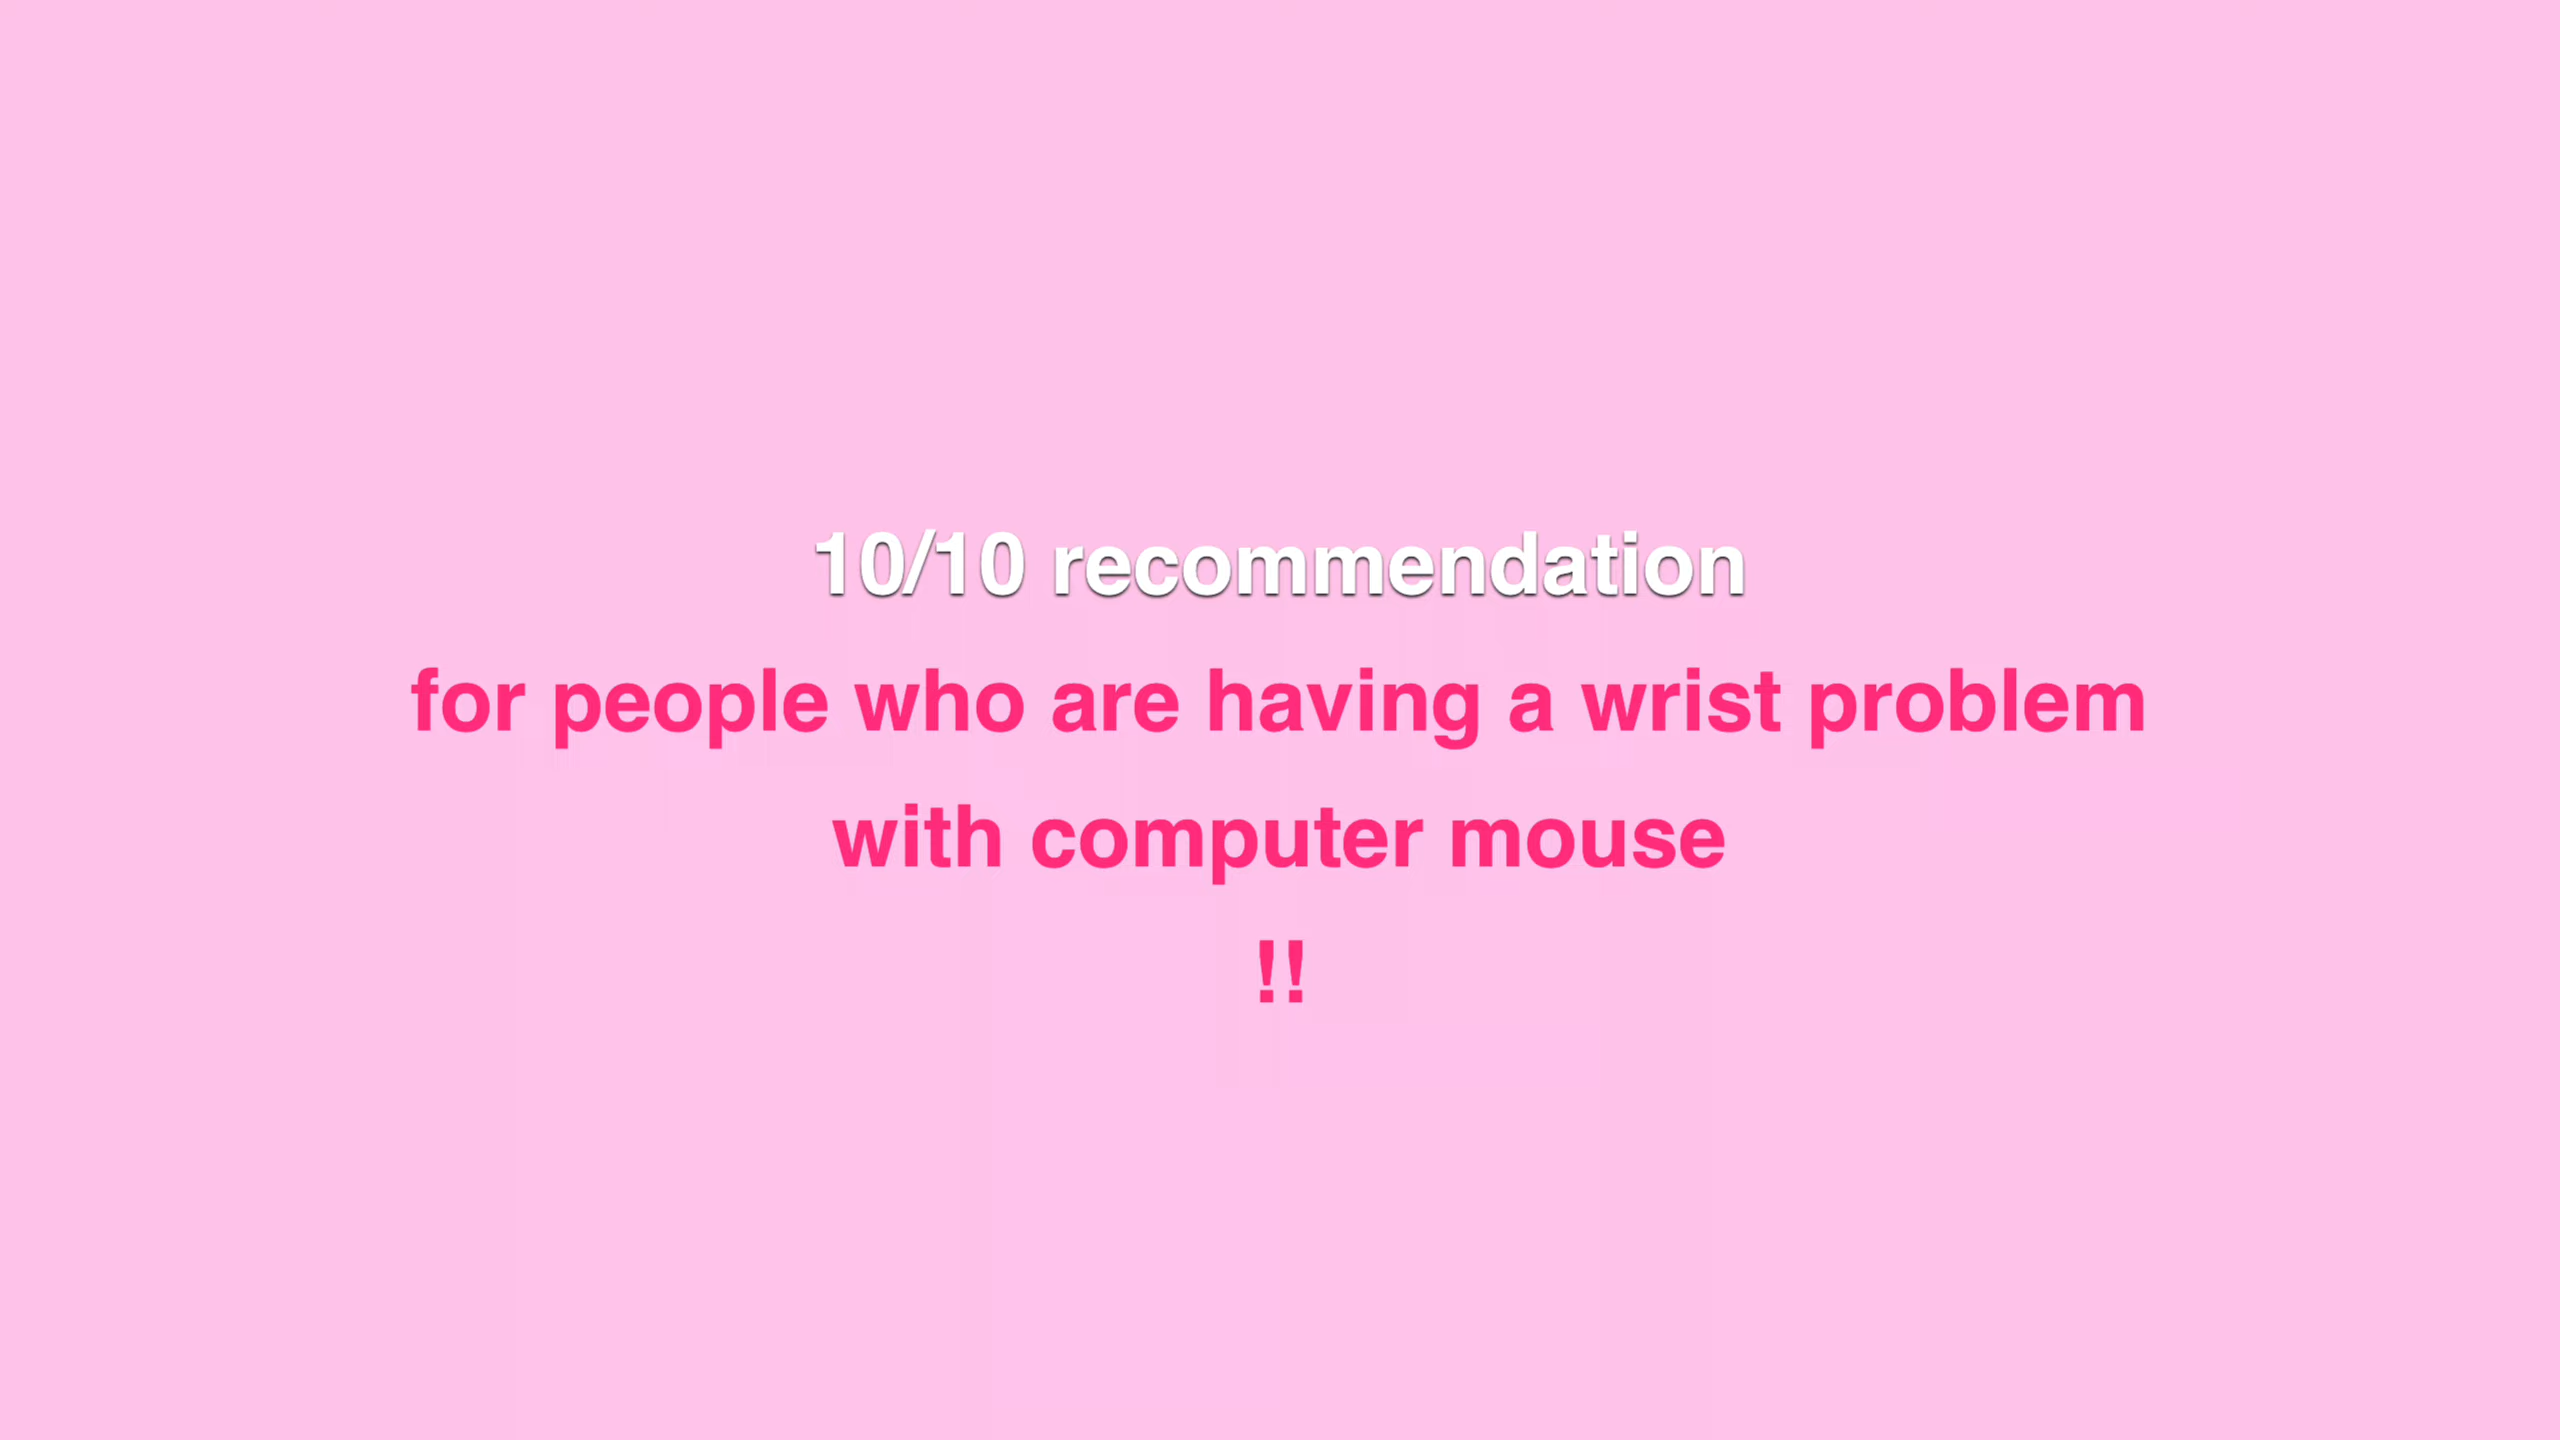 10/10 recommendation
for people who are having a wrist problem
with computer mouse
!!